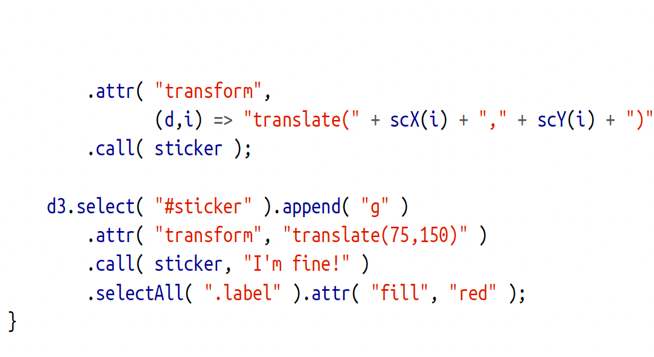 .attr( "transform",
(d,i) => "translate(" + scX(i) + "," + scY(i) + ")"
.call( sticker );
d3.select( "#sticker" ).append( "g" )
.attr( "transform", "translate(75,150)" )
.call( sticker, "I'm fine!" )
.selectAll( ".label" ).attr( "fill", "red" );
}